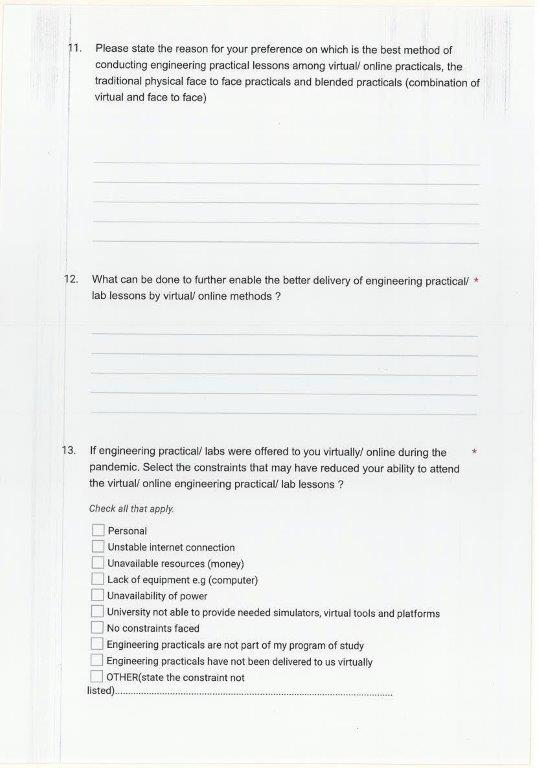 11. Please state the reason for your preference on which is the best method of
conducting engineering practical lessons among virtual/ online practicals, the
traditional physical face to face practicals and blended practicals (combination of
virtual and face to face)
12. What can be done to further enable the better delivery of engineering practical/ *
lab lessons by virtual/ online methods ?
13. If engineering practical/ labs were offered to you virtually/ online during the *
pandemic. Select the constraints that may have reduced your ability to attend
the virtual/ online engineering practical/ lab lessons ?
Check all that apply.
Personal
Unstable internet connection
Unavailable resources (money)
Lack of equipment e.g (computer)
Unavailability of power
University not able to provide needed simulators, virtual tools and platforms
No constraints faced
Engineering practicals are not part of my program of study
Engineering practicals have not been delivered to us virtually
OTHER(state the constraint not
listed)....................................................................................................